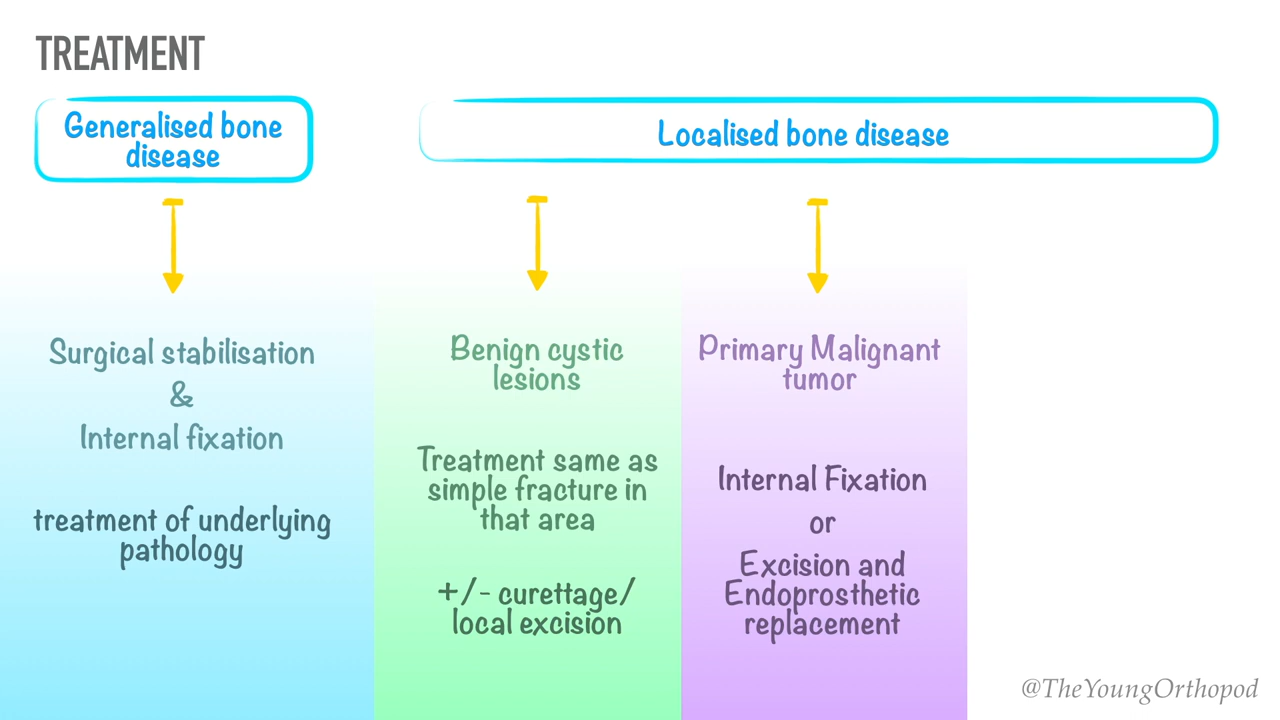 TREATMENT
Generalised bone
disease
Localised bone disease
Surgical stabilisation
&
Internal fixation
treatment of underlying
pathology
Benign cystic
lesions
Treatment same as
simple fracture in
that area
+/- curettage/
local excision
Primary Malignant
tumor
Internal Fixation
or
Excision and
Endoprosthetic
replacement
@TheYoungOrthopod